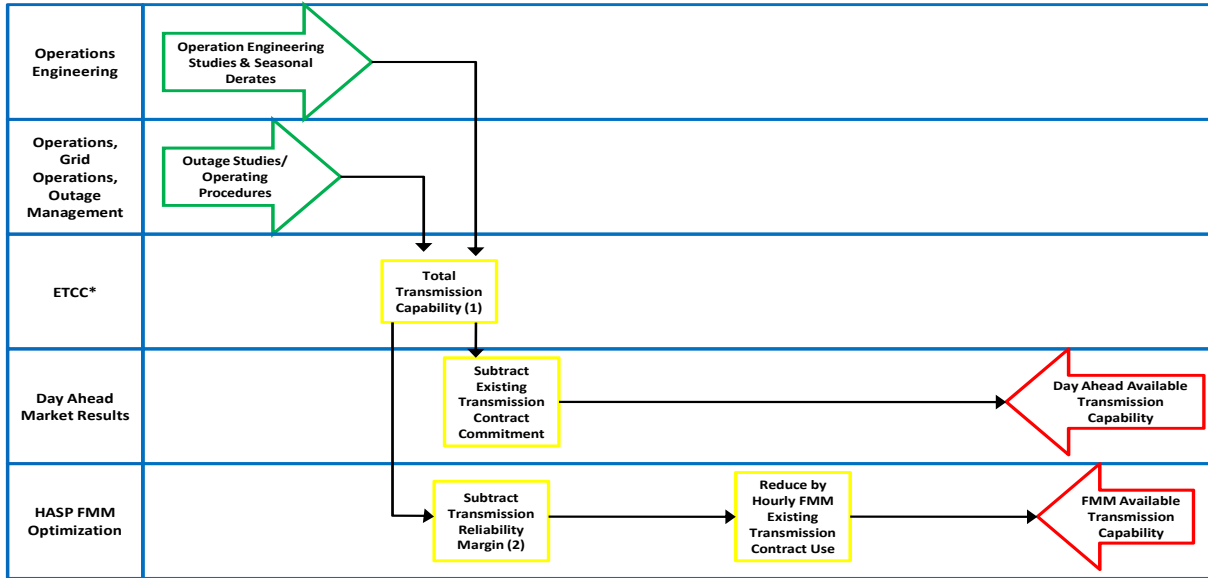 Operations
Engineering
Operation Engineering
Studies & Seasonal
Derates
Operations,
Grid
Operations,
Outage
Management
Outage Studies/
Operating
Procedures
ETCC*
Total
Transmission
Capability (1)
Day Ahead
Market Results
Subtract
Existing
Transmission
Contract
Commitment
Day Ahead Available
Transmission
Capability
HASP FMM
Optimization
Subtract
Transmission
Reliability
Margin (2)
Reduce by
Hourly FMM
Existing
Transmission
Contract Use
FMM Available
Transmission
Capability